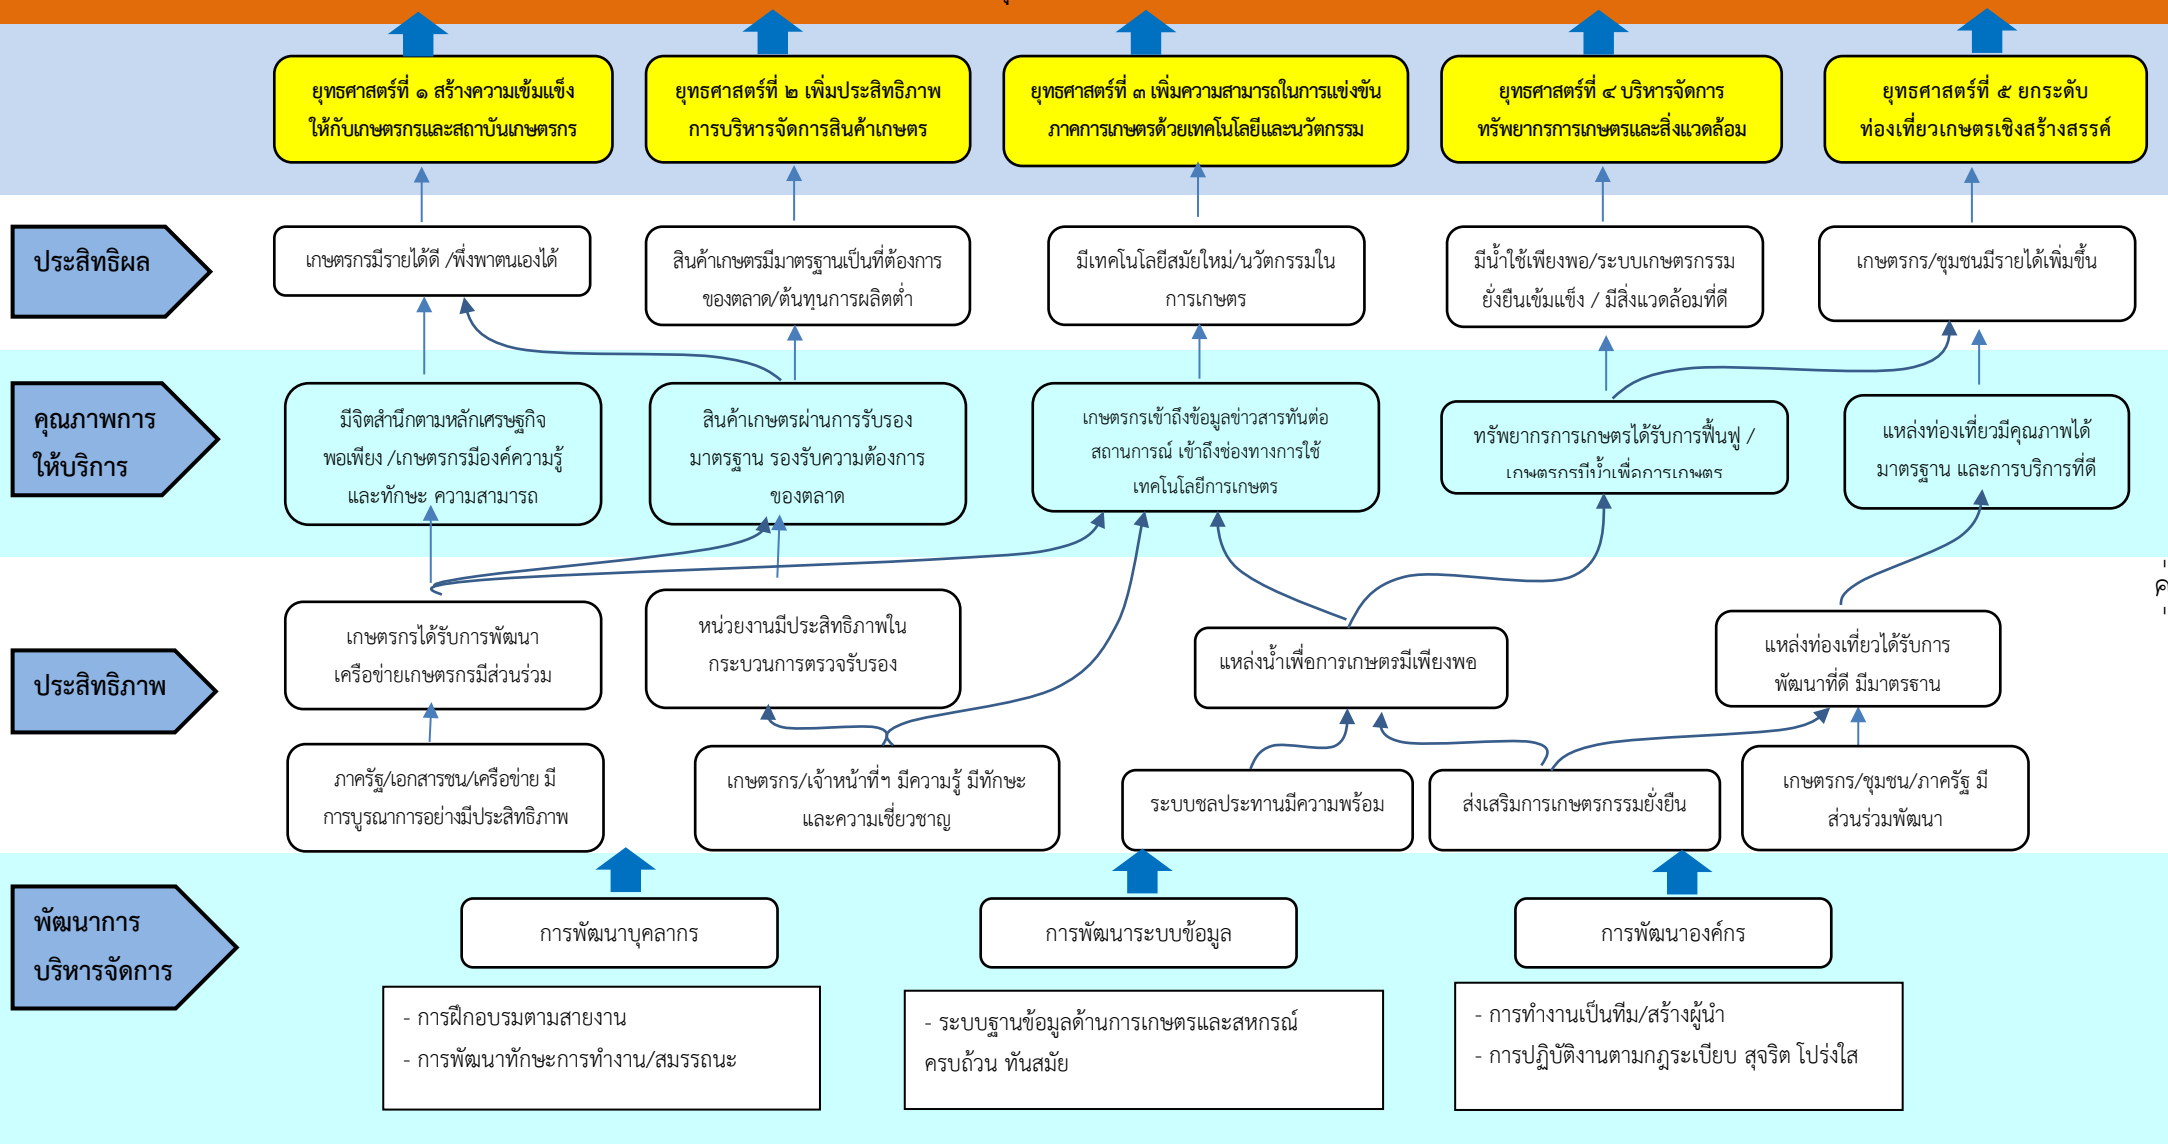 ยุทธศาสตร์ที่ ๑ สร้างความเข้มแข็ง
ให้กับเกษตรกรและสถาบันเกษตรกร
ยุทธศาสตร์ที่ ๒ เพิ่มประสิทธิภาพ
การบริหารจัดการสินค้าเกษตร
ยุทธศาสตร์ที่ ๓ เพิ่มความสามารถในการแข่งขัน
ภาคการเกษตรด้วยเทคโนโลยีและนวัตกรรม
ยุทธศาสตร์ที่ ๔ บริหารจัดการ
ทรัพยากรการเกษตรและสิ่งแวดล้อม
ยุทธศาสตร์ที่ ๕ ยกระดับ
ท่องเที่ยวเกษตรเชิงสร้างสรรค์
ประสิทธิผล
เกษตรกรมีรายได้ดี /พึ่งพาตนเองได้
สินค้าเกษตรมีมาตรฐานเป็นที่ต้องการ
ของตลาด/ต้นทุนการผลิตต่ำ
มีเทคโนโลยีสมัยใหม่/นวัตกรรมใน
การเกษตร
มีน้ำใช้เพียงพอ/ระบบเกษตรกรรม
ยั่งยืนเข้มแข็ง / มีสิ่งแวดล้อมที่ดี
เกษตรกร/ชุมชนมีรายได้เพิ่มขึ้น
คุณภาพการ
ให้บริการ
มีจิตสำนึกตามหลักเศรษฐกิจ
พอเพียง /เกษตรกรมีองค์ความรู้
และทักษะ ความสามารถ
สินค้าเกษตรผ่านการรับรอง
มาตรฐาน รองรับความต้องการ
ของตลาด
เกษตรกรเข้าถึงข้อมูลข่าวสารทันต่อ
สถานการณ์ เข้าถึงช่องทางการใช้
เทคโนโลยีการเกษตร
ทรัพยากรการเกษตรได้รับการฟื้นฟู /
เกษตรกรมีน้ำเพื่อการเกษตร
แหล่งท่องเที่ยวมีคุณภาพได้
มาตรฐาน และการบริการที่ดี
ประสิทธิภาพ
เกษตรกรได้รับการพัฒนา
เครือข่ายเกษตรกรมีส่วนร่วม
หน่วยงานมีประสิทธิภาพใน
กระบวนการตรวจรับรอง
แหล่งน้ำเพื่อการเกษตรมีเพียงพอ
แหล่งท่องเที่ยวได้รับการ
พัฒนาที่ดี มีมาตรฐาน
ภาครัฐ/เอกสารชน/เครือข่าย มี
การบูรณาการอย่างมีประสิทธิภาพ
เกษตรกร/เจ้าหน้าที่ฯ มีความรู้ มีทักษะ
และความเชี่ยวชาญ
ระบบชลประทานมีความพร้อม
ส่งเสริมการเกษตรกรรมยั่งยืน
เกษตรกร/ชุมชน/ภาครัฐ มี
ส่วนร่วมพัฒนา
พัฒนาการ
บริหารจัดการ
การพัฒนาบุคลากร
การพัฒนาระบบข้อมูล
การพัฒนาองค์กร
- การฝึกอบรมตามสายงาน
- การพัฒนาทักษะการทำงาน/สมรรถนะ
- ระบบฐานข้อมูลด้านการเกษตรและสหกรณ์
ครบถ้วน ทันสมัย
- การทำงานเป็นทีม/สร้างผู้นำ
- การปฏิบัติงานตามกฎระเบียบ สุจริต โปร่งใส